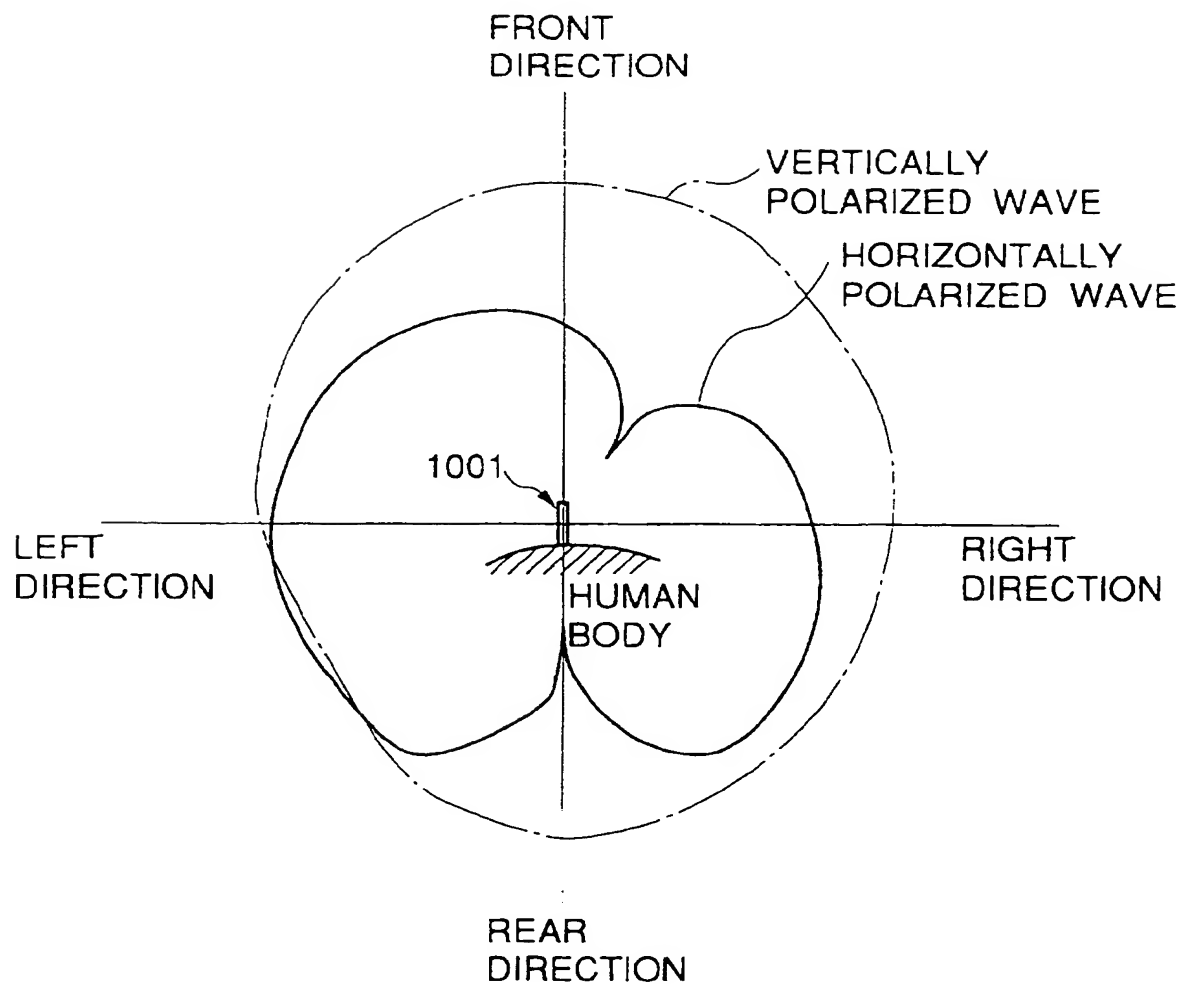 FRONT
DIRECTION
VERTICALLY
POLARIZED WAVE
HORIZONTALLY
POLARIZED WAVE
1001
LEFT
DIRECTION
RIGHT
DIRECTION
HUMAN
BODY
REAR
DIRECTION